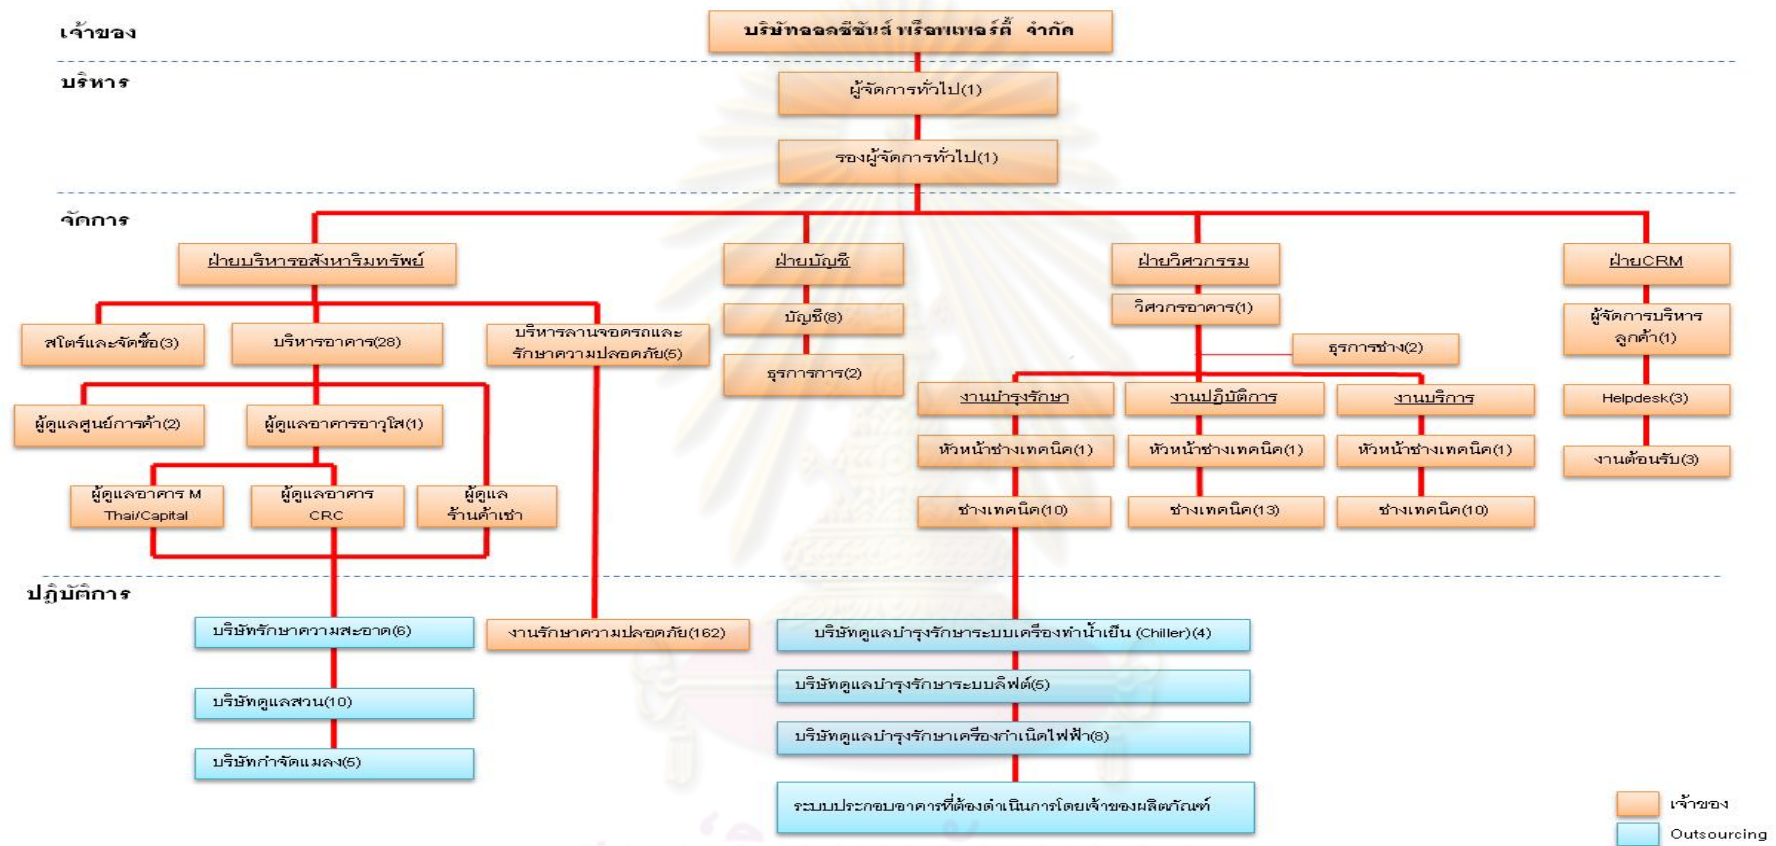 เจ้าของ
บริษัทออลซีซันส์ พร็อพเพอร์ตี้ จำกัด
บริหาร
ผู้จัดการทั่วไป(1)
รองผู้จัดการทั่วไป(1)
จัดการ
ฝ่ายบริหารอสังหาริมทรัพย์
ฝ่ายบัญชี
ฝ่ายวิศวกรรม
ฝ่ายCRM
สโตร์และจัดซื้อ(3)
บริหารอาคาร(28)
บริหารลานจอดรถและ
รักษาความปลอดภัย(5)
บัญชี(8)
วิศวกรอาคาร(1)
ผู้จัดการบริหาร
ลูกค้า(1)
ธุรการช่าง(2)
ธุรการการ(2)
ผู้ดูแลศูนย์การค้า(2)
ผู้ดูแลอาคารอาวุโส(1)
งานบำรุงรักษา
งานปฏิบัติการ
งานบริการ
Helpdesk(3)
หัวหน้าช่างเทคนิค(1)
หัวหน้าช่างเทคนิค(1)
หัวหน้าช่างเทคนิค(1)
งานต้อนรับ(3)
ผู้ดูแลอาคาร M
Thai/Capital
ผู้ดูแลอาคาร
CRC
ผู้ดูแล
ร้านค้าเช่า
ช่างเทคนิค(10)
ช่างเทคนิค(13)
ช่างเทคนิค(10)
ปฏิบัติการ
บริษัทรักษาความสะอาด(6)
งานรักษาความปลอดภัย(162)
บริษัทดูแลบำรุงรักษาระบบเครื่องทำน้ำเย็น (Chiller)(4)
บริษัทดูแลสวน(10)
บริษัทดูแลบำรุงรักษาระบบลิฟต์(5)
บริษัทกำจัดแมลง(5)
บริษัทดูแลบำรุงรักษาเครื่องกำเนิดไฟฟ้า(8)
ระบบประกอบอาคารที่ต้องดำเนินการโดยเจ้าของผลิตภัณฑ์
เจ้าของ
Outsourcing